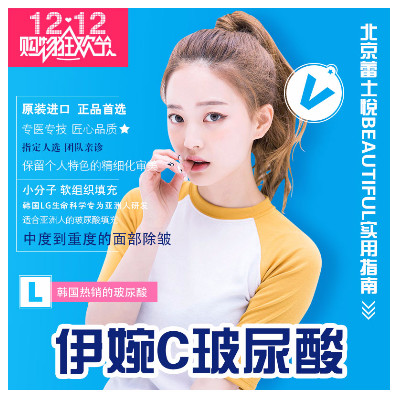 12·12
购物狂欢节
原装进口 正品首选
专医专技 匠心品质★
指定人选 团队亲诊
保留个人特色的精细化审
小分子 软组织填充
韩国LG生命科学专为亚洲人研发
适合亚洲人的玻尿酸填充
中度到重度的面部除皱
L
韩国热销的玻尿酸
V
北京蕾士悦BEAUTIFUL实用指南
伊婉C玻尿酸